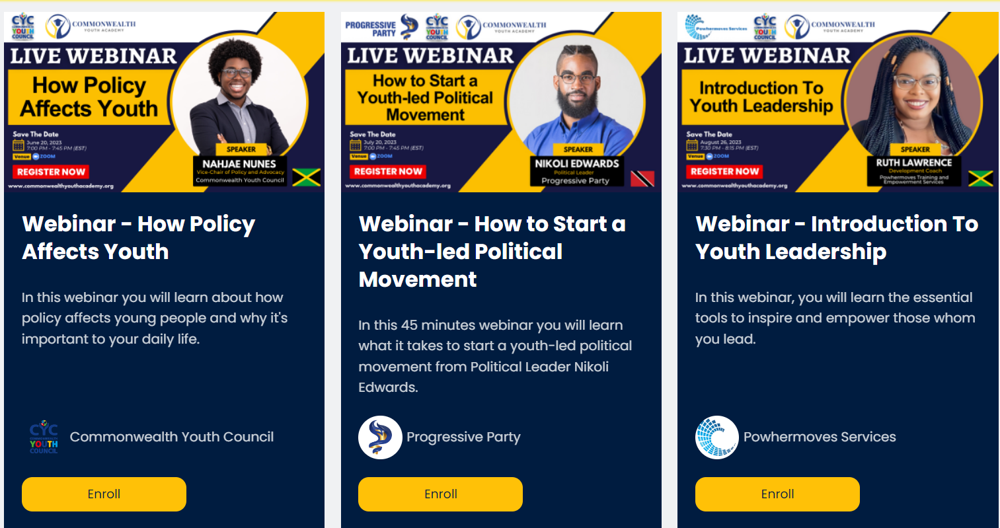 CYC
COMMONWEALTH
YOUTH
COUNCIL
COMMONWEALTH
YOUTH ACADEMY
LIVE WEBINAR
How Policy
Affects Youth
Save The Date
June 20, 2023
7:00 PM - 7:45 PM (EST)
Venue ZOOM
REGISTER NOW
www.commonwealthyouthacademy.org
SPEAKER
NAHJAE NUNES
Vice-Chair of Policy and Advocacy
Commonwealth Youth Council
Webinar - How Policy
Affects Youth
In this webinar you will learn about how
policy affects young people and why it's
important to your daily life.
CYC
COMMONWEALTH
YOUTH
COUNCIL
Commonwealth Youth Council
Enroll
PROGRESSIVE
PARTY
CYC
COMMONWEALTH
YOUTH
COUNCIL
COMMONWEALTH
YOUTH ACADEMY
LIVE WEBINAR
How to Start a
Youth-led Political
Movement
Save The Date
July 20, 2023
7:00 PM - 7:45 PM (EST)
Venue ZOOM
REGISTER NOW
www.commonwealthyouthacademy.org
SPEAKER
NIKOLI EDWARDS
Political Leader
Progressive Party
Webinar - How to Start a
Youth-led Political
Movement
In this 45 minutes webinar you will learn
what it takes to start a youth-led political
movement from Political Leader Nikoli
Edwards.
Progressive Party
Enroll
Powhermoves Services
CYC
COMMONWEALTH
YOUTH
COUNCIL
COMMONWEALTH
YOUTH ACADEMY
LIVE WEBINAR
Introduction To
Youth Leadership
Save The Date
August 26, 2023
7:30 PM - 8:15 PM (EST)
Venue ZOOM
REGISTER NOW
www.commonwealthyouthacademy.org
SPEAKER
RUTH LAWRENCE
Development Coach
Powhermoves Training and
Empowerment Services
Webinar - Introduction To
Youth Leadership
In this webinar, you will learn the essential
tools to inspire and empower those whom
you lead.
Powhermoves Services
Enroll